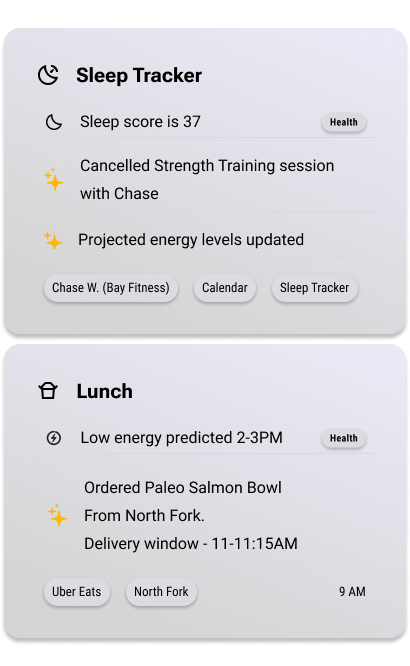 Sleep Tracker
Sleep score is 37
Health
Cancelled Strength Training session
with Chase
Projected energy levels updated
Chase W. (Bay Fitness)
Calendar
Sleep Tracker
Lunch
Low energy predicted 2-3PM
Health
Ordered Paleo Salmon Bowl
From North Fork.
Delivery window - 11-11:15AM
Uber Eats
North Fork
9 AM